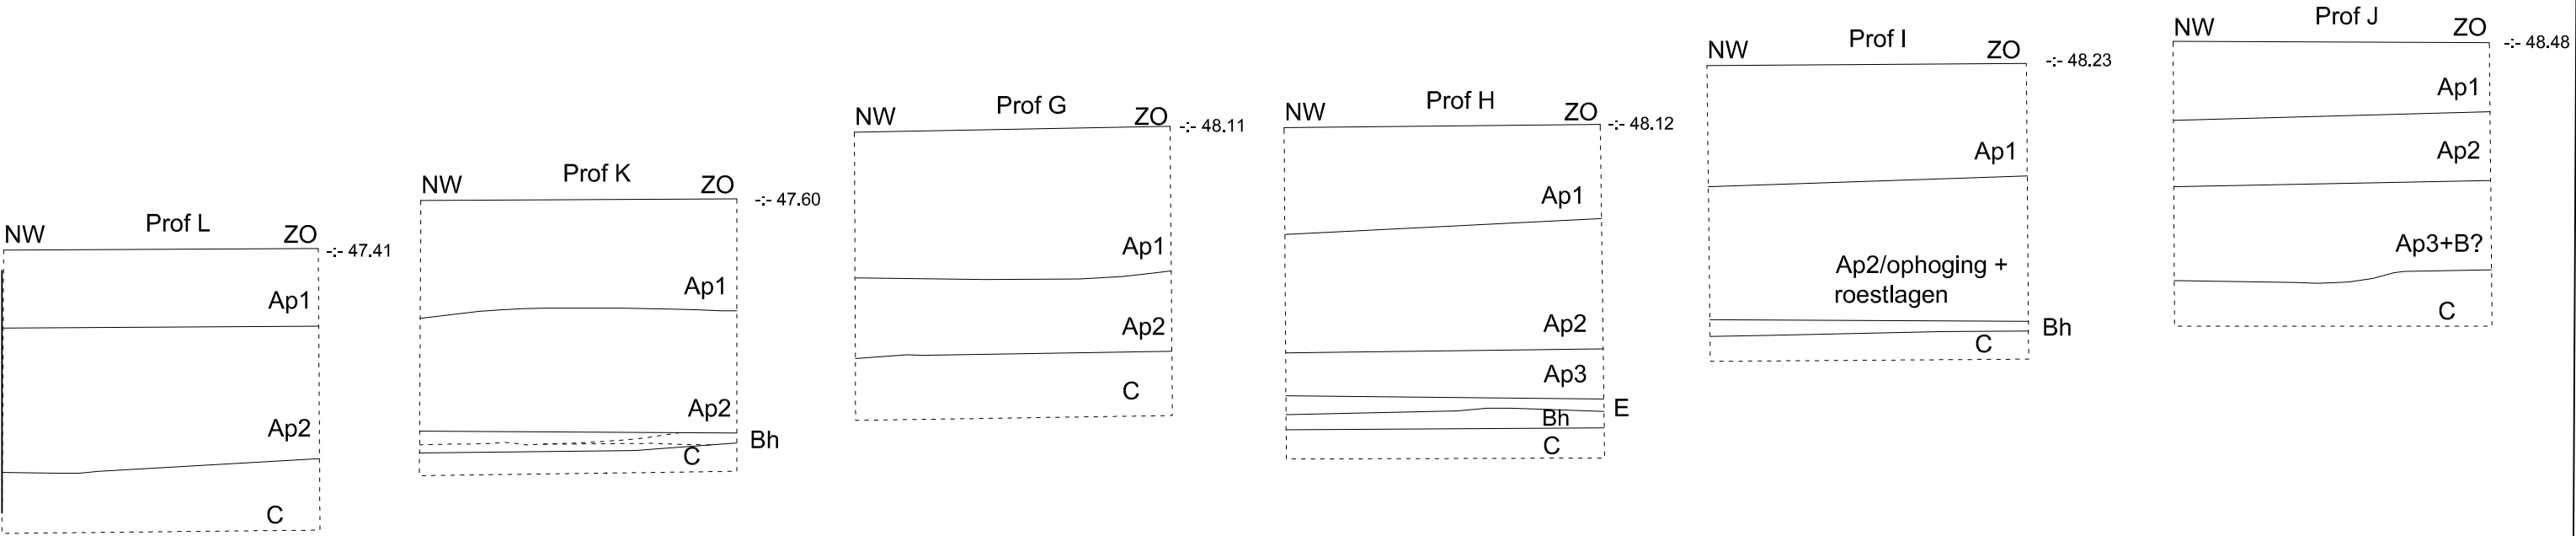 Prof L
NW
ZO
-:- 47.41
Ap1
Ap2
C
Prof K
NW
ZO
-:- 47.60
Ap1
Ap2
Bh
C
Prof G
NW
ZO
-:- 48.11
Ap1
Ap2
C
Prof H
NW
ZO
-:- 48.12
Ap1
Ap2
Ap3
E
Bh
C
Prof I
NW
ZO
-:- 48.23
Ap1
Ap2/ophoging +
roestlagen
Bh
C
Prof J
NW
ZO
-:- 48.48
Ap1
Ap2
Ap3+B?
C